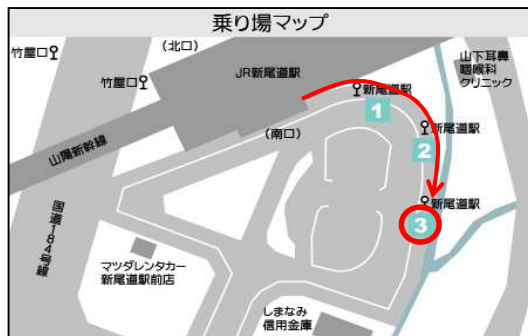 乗り場マップ
竹屋口
(北口)
竹屋口
JR新尾道駅
山下耳鼻
咽喉科
クリニック
新尾道駅
1
新尾道駅
2
(南口)
山陽新幹線
新尾道駅
3
国道184号線
マツダレンタカー
新尾道駅前店
しまなみ
信用金庫